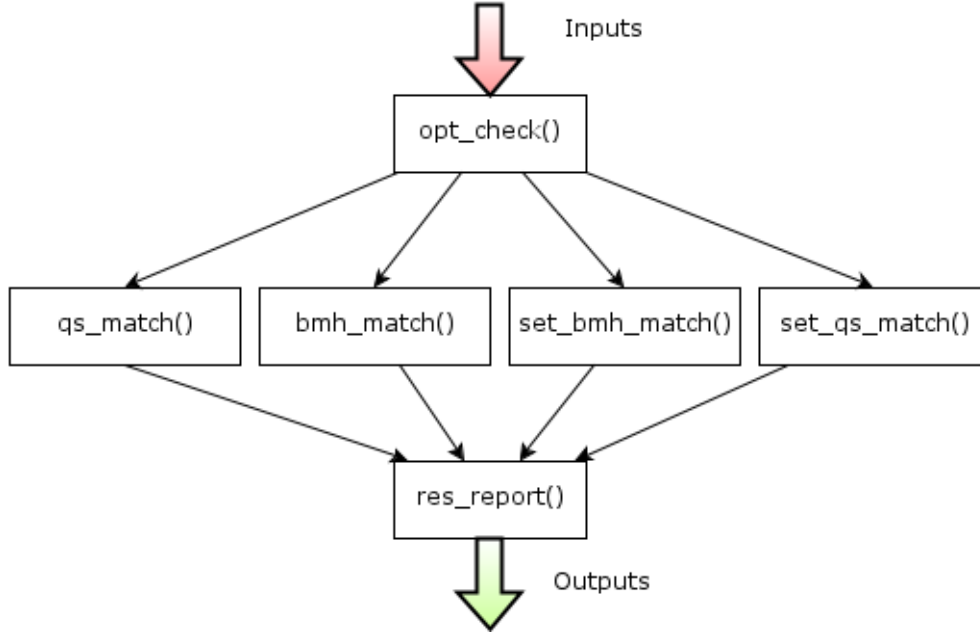 Inputs
opt_check()
qs_match()
bmh_match()
set_bmh_match()
set_qs_match()
res_report()
Outputs